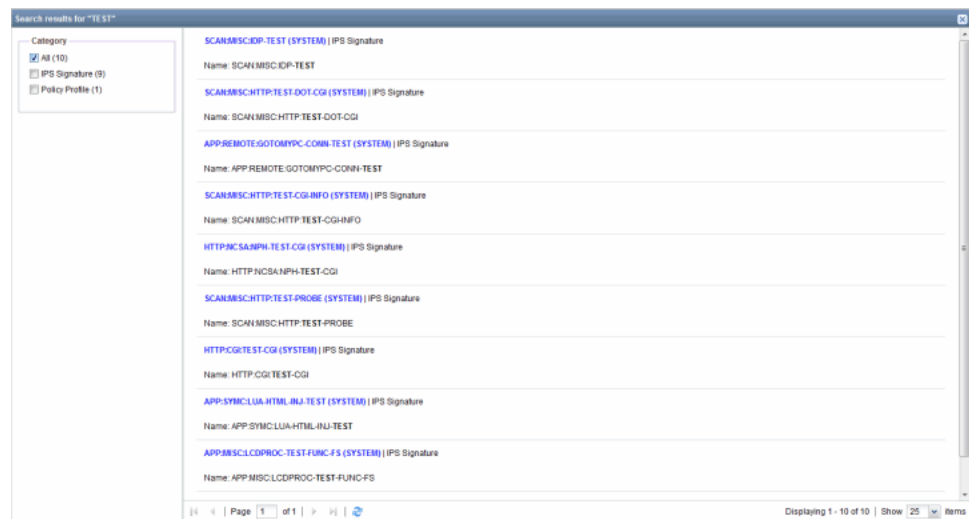 Search results for "TEST"
Category
All (10)
IPS Signature (9)
Policy Profile (1)
SCAN:MISC:IDP-TEST (SYSTEM) | IPS Signature
Name: SCAN:MISC:IDP-TEST
SCAN:MISC:HTTP:TEST-DOT-CGI (SYSTEM) | IPS Signature
Name: SCAN:MISC:HTTP:TEST-DOT-CGI
APP:REMOTE:GOTOMYPC-CONN-TEST (SYSTEM) | IPS Signature
Name: APP:REMOTE:GOTOMYPC-CONN-TEST
SCAN:MISC:HTTP:TEST-CGI-INFO (SYSTEM) | IPS Signature
Name: SCAN:MISC:HTTP:TEST-CGI-INFO
HTTP:NCSA:NPH-TEST-CGI (SYSTEM) | IPS Signature
Name: HTTP:NCSA:NPH-TEST-CGI
SCAN:MISC:HTTP:TEST-PROBE (SYSTEM) | IPS Signature
Name: SCAN:MISC:HTTP:TEST-PROBE
HTTP:CGI:TEST-CGI (SYSTEM) | IPS Signature
Name: HTTP:CGI:TEST-CGI
APP:SYMC:LUA-HTML-INJ-TEST (SYSTEM) | IPS Signature
Name: APP:SYMC:LUA-HTML-INJ-TEST
APP:MISC:LCDPROC-TEST-FUNC-FS (SYSTEM) | IPS Signature
Name: APP:MISC:LCDPROC-TEST-FUNC-FS
Page 1 of 1 | Displaying 1 - 10 of 10 | Show 25 items